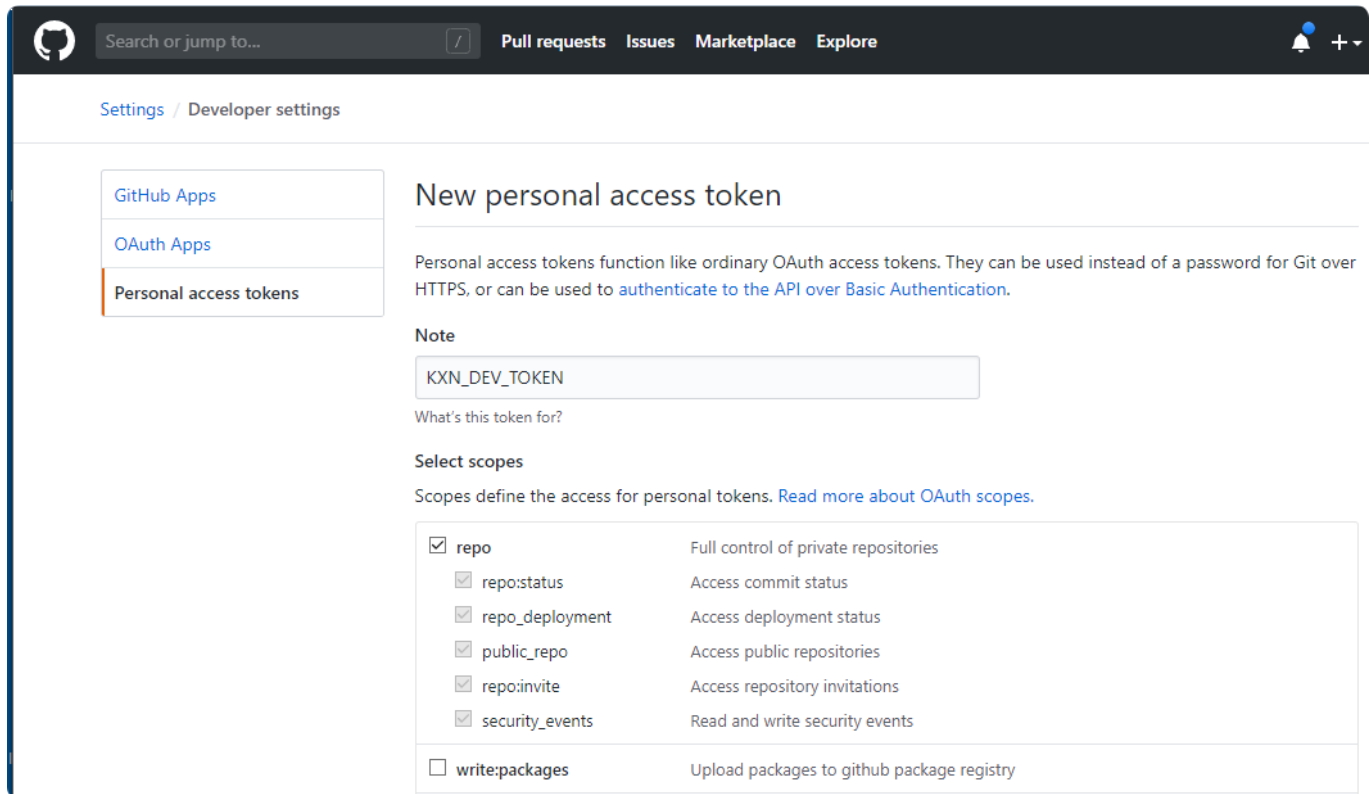 Search or jump to... /
Pull requests Issues Marketplace Explore
Settings / Developer settings
GitHub Apps
OAuth Apps
Personal access tokens
New personal access token
Personal access tokens function like ordinary OAuth access tokens. They can be used instead of a password for Git over
HTTPS, or can be used to authenticate to the API over Basic Authentication.
Note
KXN_DEV_TOKEN
What's this token for?
Select scopes
Scopes define the access for personal tokens. Read more about OAuth scopes.
repo Full control of private repositories
repo:status Access commit status
repo_deployment Access deployment status
public_repo Access public repositories
repo:invite Access repository invitations
security_events Read and write security events
write:packages Upload packages to github package registry